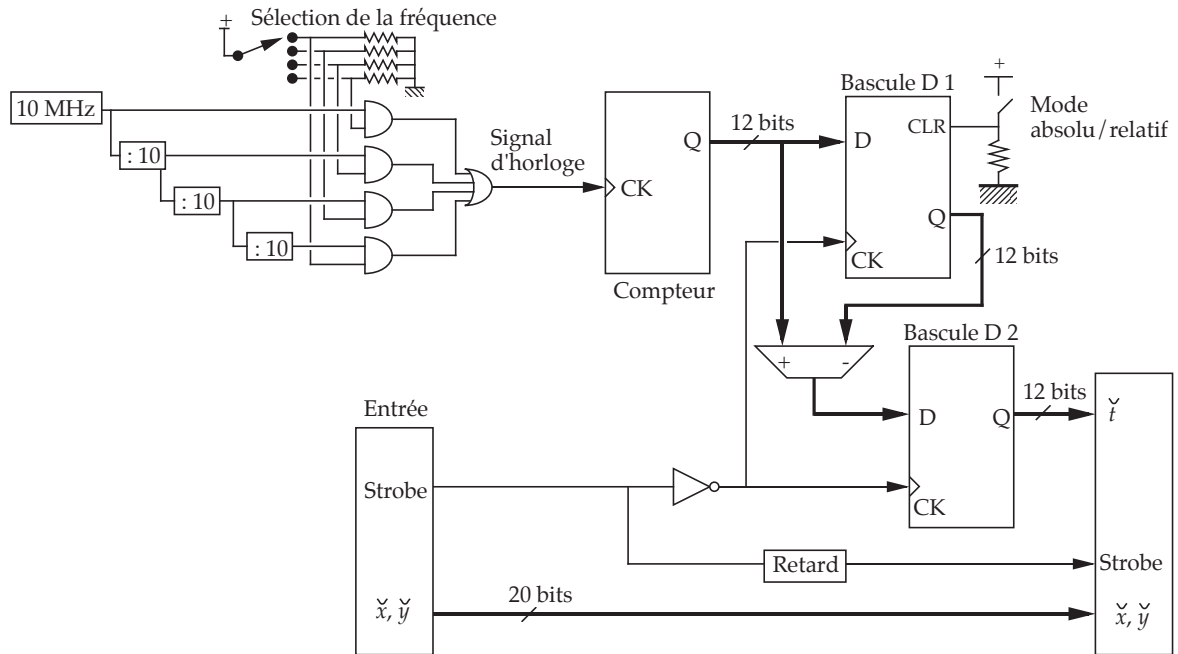 Sélection de la fréquence
+
10 MHz
: 10
: 10
: 10
Signal
d'horloge
CK
Q
Compteur
12 bits
Bascule D 1
D
CLR
Q
CK
+
Mode
absolu/relatif
12 bits
+
-
Bascule D 2
D
Q
CK
12 bits
t̆
Entrée
Strobe
Retard
Strobe
x̆, y̆
20 bits
x̆, y̆